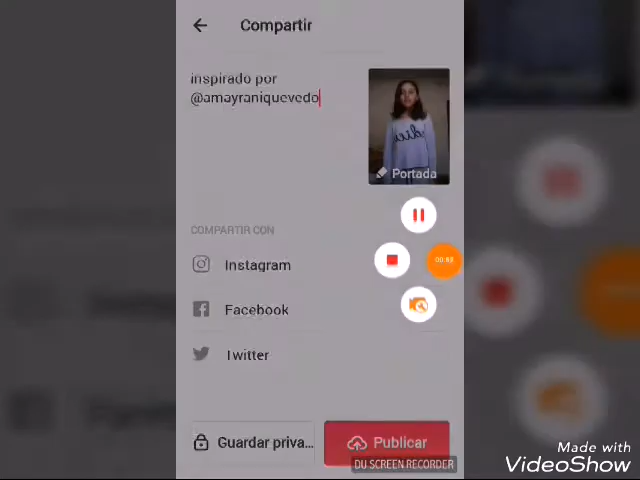 Compartir
inspirado por
@amayraniquevedo
Portada
COMPARTIR CON
Instagram
Facebook
Twitter
Guardar priva...
Publicar
DU SCREEN RECORDER
Made with
VideoShow